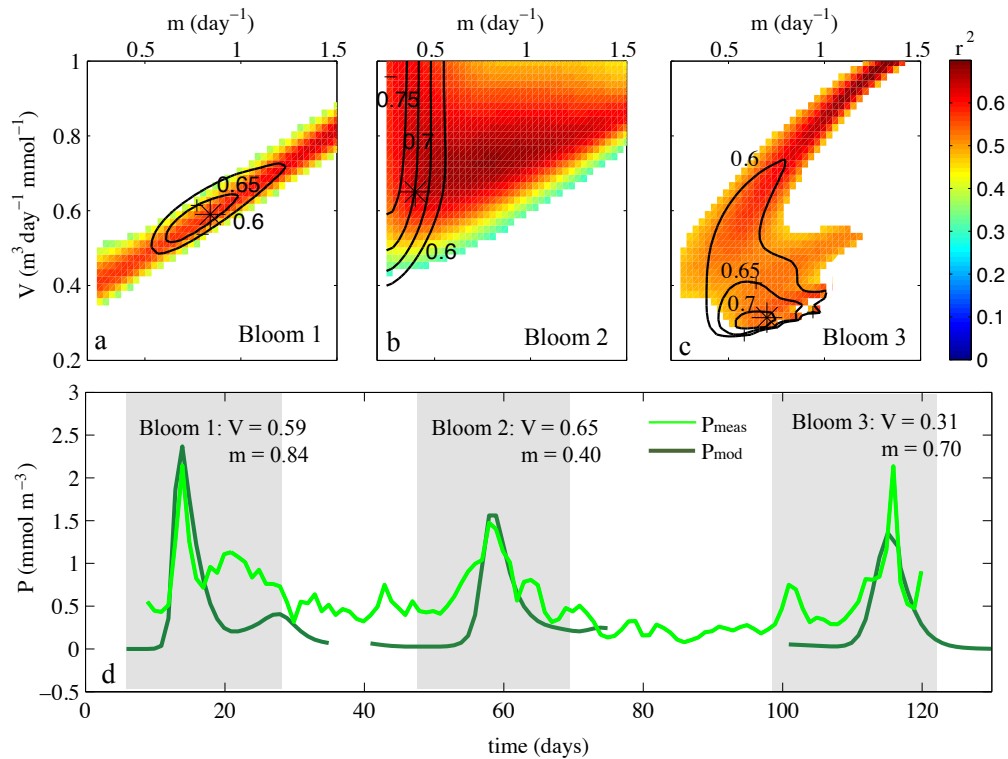 m (day⁻¹) m (day⁻¹) m (day⁻¹)
0.5 1 1.5 0.5 1 1.5 0.5 1 1.5
r²
V (m³ day⁻¹ mmol⁻¹)
1
0.8
0.6
0.4
0.2
0.65
0.6
a
Bloom 1
0.75
0.7
0.6
b
Bloom 2
0.6
0.65
0.7
c
Bloom 3
0.6
0.5
0.4
0.3
0.2
0.1
0
P (mmol m⁻³)
3
2.5
2
1.5
1
0.5
0
−0.5
Bloom 1: V = 0.59
m = 0.84
Bloom 2: V = 0.65
m = 0.40
Pmeas
Pmod
Bloom 3: V = 0.31
m = 0.70
d
0 20 40 60 80 100 120
time (days)